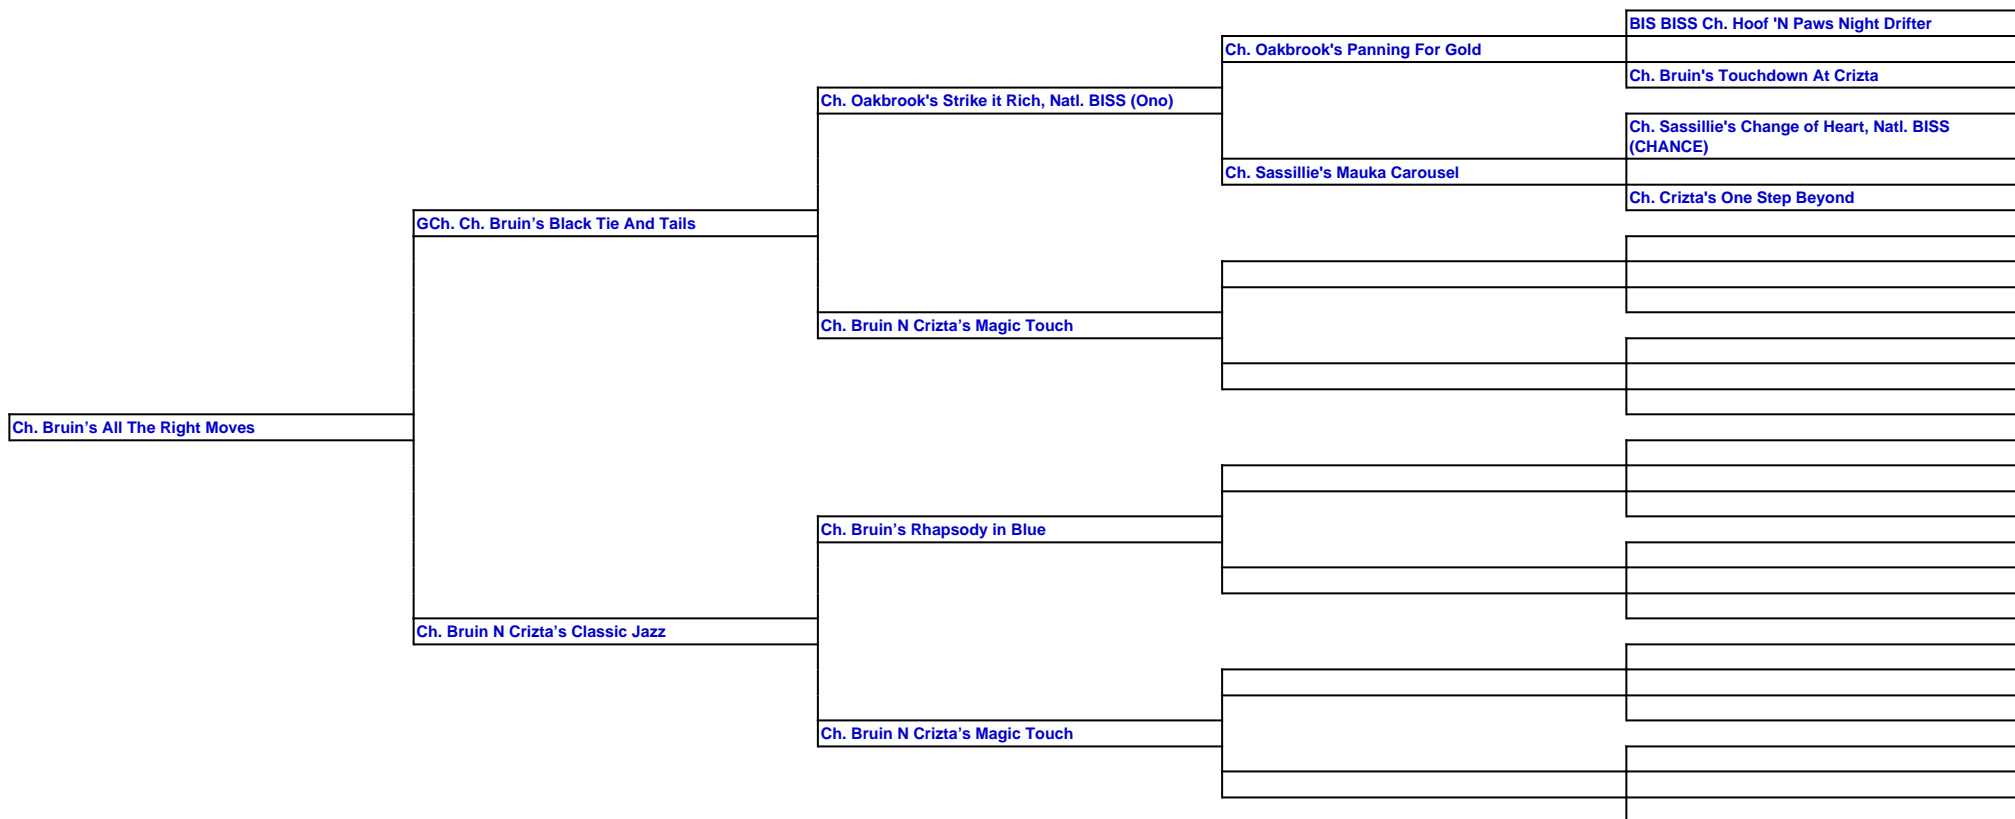 BIS BISS Ch. Hoof 'N Paws Night Drifter
Ch. Oakbrook's Panning For Gold
Ch. Bruin's Touchdown At Crizta
Ch. Oakbrook's Strike it Rich, Natl. BISS (Ono)
Ch. Sassillie's Change of Heart, Natl. BISS
(CHANCE)
Ch. Sassillie's Mauka Carousel
Ch. Crizta's One Step Beyond
GCh. Ch. Bruin’s Black Tie And Tails
Ch. Bruin N Crizta’s Magic Touch
Ch. Bruin’s All The Right Moves
Ch. Bruin’s Rhapsody in Blue
Ch. Bruin N Crizta’s Classic Jazz
Ch. Bruin N Crizta’s Magic Touch